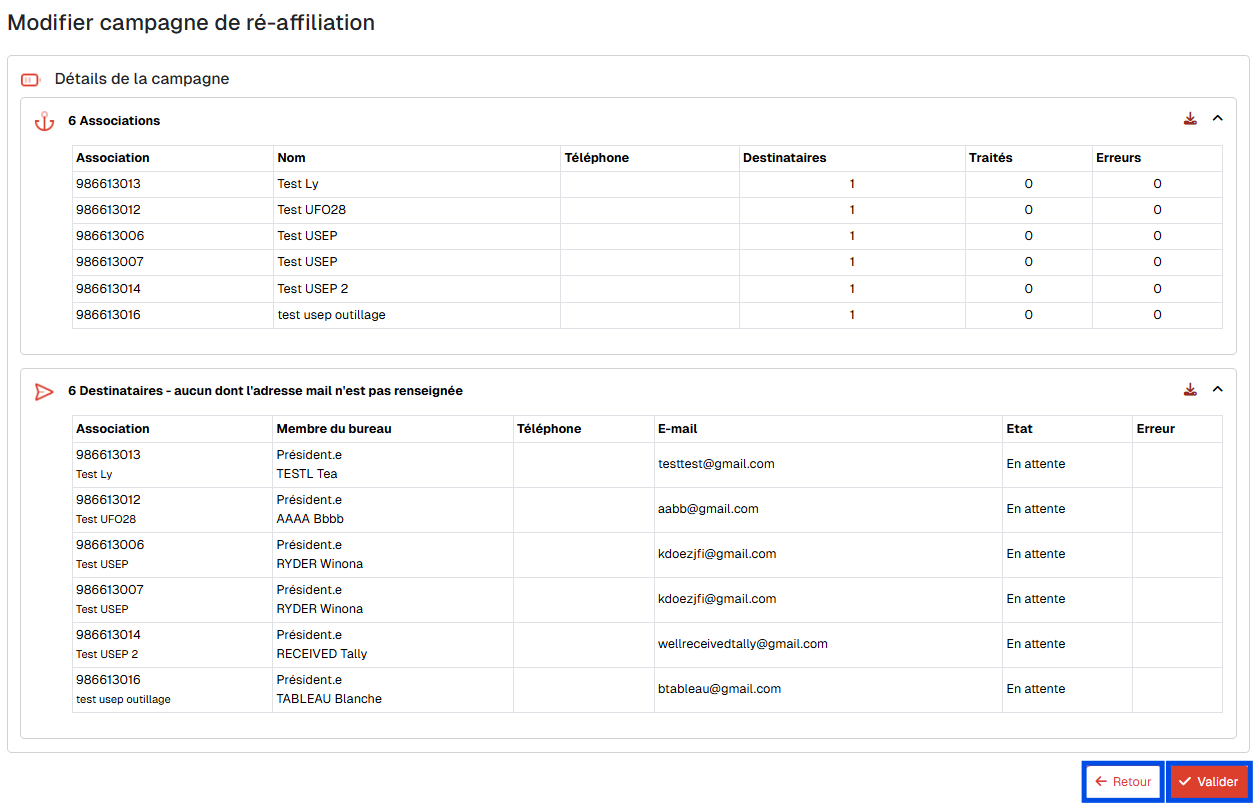 Modifier campagne de ré-affiliation
Détails de la campagne
6 Associations
Association Nom Téléphone Destinataires Traités Erreurs
986613013 Test Ly 1 0 0
986613012 Test UFO28 1 0 0
986613006 Test USEP 1 0 0
986613007 Test USEP 1 0 0
986613014 Test USEP 2 1 0 0
986613016 test usep outillage 1 0 0
6 Destinataires - aucun dont l'adresse mail n'est pas renseignée
Association Membre du bureau Téléphone E-mail Etat Erreur
986613013 Président.e
Test Ly TESTL Tea testtest@gmail.com En attente
986613012 Président.e
Test UFO28 AAAA Bbbb aabb@gmail.com En attente
986613006 Président.e
Test USEP RYDER Winona kdoezjfi@gmail.com En attente
986613007 Président.e
Test USEP RYDER Winona kdoezjfi@gmail.com En attente
986613014 Président.e
Test USEP 2 RECEIVED Tally wellreceivedtally@gmail.com En attente
986613016 Président.e
test usep outillage TABLEAU Blanche btableau@gmail.com En attente
Retour Valider